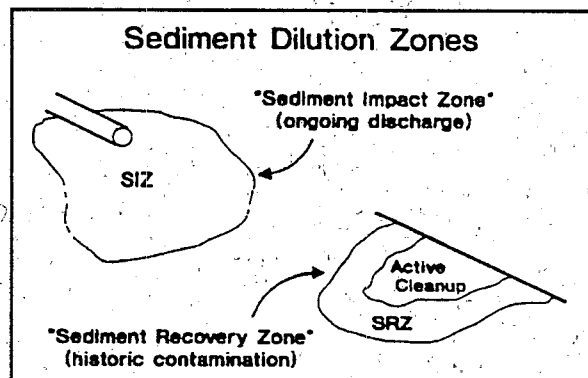 Sediment Dilution Zones
"Sediment Impact Zone"
(ongoing discharge)
SIZ
Active
Cleanup
SRZ
"Sediment Recovery Zone"
(historic contamination)